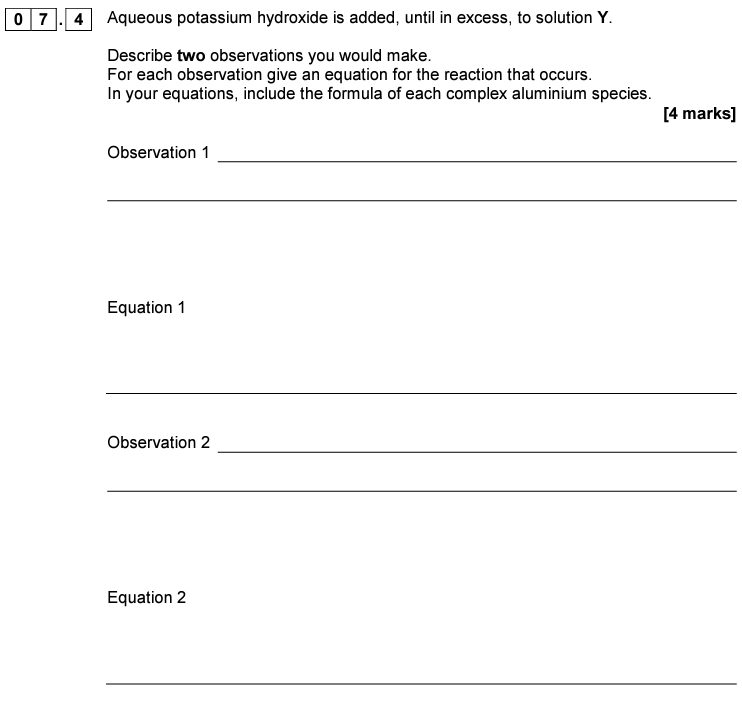 0 7 . 4 Aqueous potassium hydroxide is added, until in excess, to solution Y.
Describe two observations you would make.
For each observation give an equation for the reaction that occurs.
In your equations, include the formula of each complex aluminium species.
[4 marks]
Observation 1
Equation 1
Observation 2
Equation 2